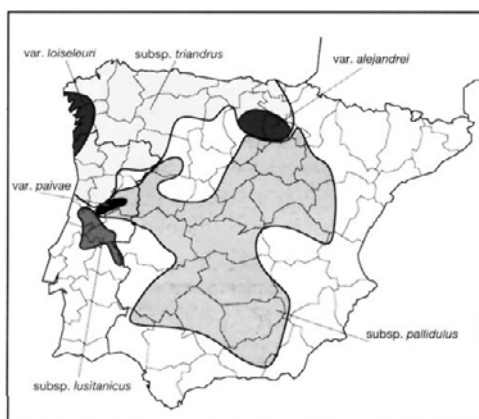 subsp. triandrus
var. loiseleuri
var. alejandrei
var. paivae
subsp. pallidulus
subsp. lusitanicus